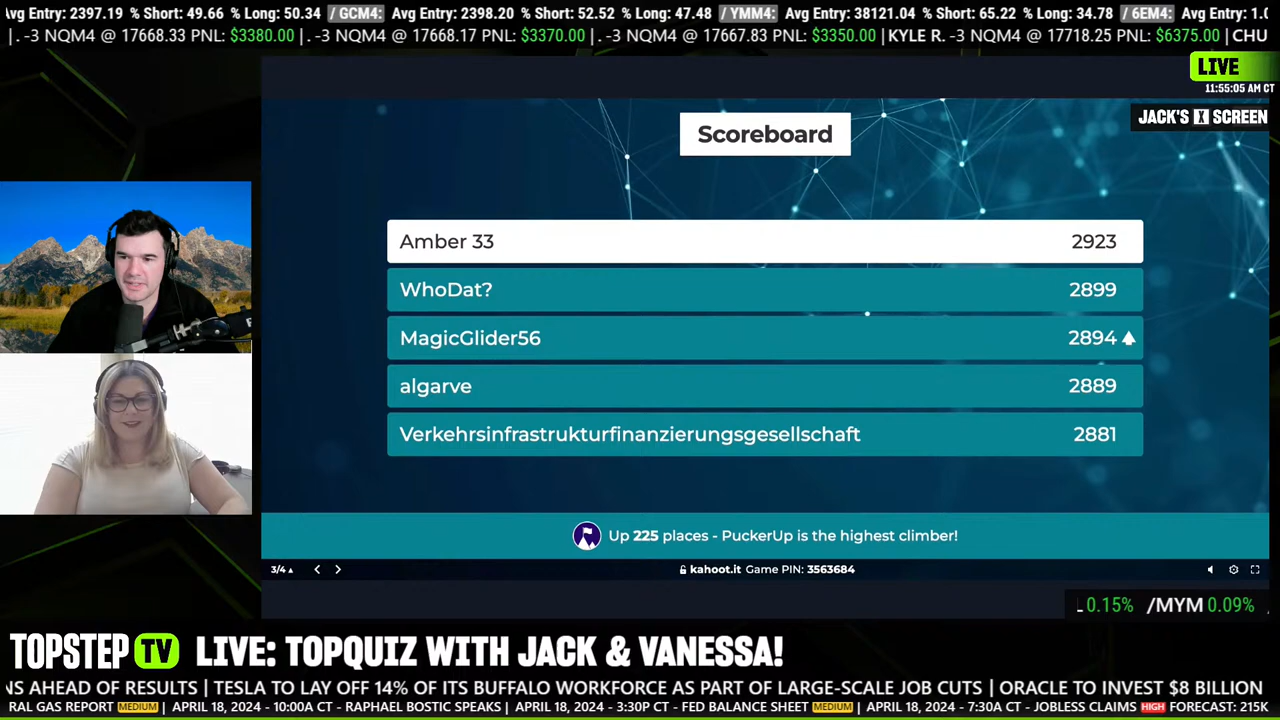 Avg Entry: 2397.19 % Short: 49.66 % Long: 50.34 / GCM4: Avg Entry: 2398.20 % Short: 52.52 % Long: 47.48 / YMM4: Avg Entry: 38121.04 % Short: 65.22 % Long: 34.78 / 6EM4: Avg Entry: 1.0
|. -3 NQM4 @ 17668.33 PNL: $3380.00 |. -3 NQM4 @ 17668.17 PNL: $3370.00 |. -3 NQM4 @ 17667.83 PNL: $3350.00 |KYLE R. -3 NQM4 @ 17718.25 PNL: $6375.00 |CHU
LIVE
11:55:05 AM CT
JACK'S X SCREEN
Scoreboard
Amber 33 2923
WhoDat? 2899
MagicGlider56 2894
algarve 2889
Verkehrsinfrastrukturfinanzierungsgesellschaft 2881
Up 225 places - PuckerUp is the highest climber!
3/4 kahoot.it Game PIN: 3563684
0.15% /MYM 0.09%
TOPSTEP TV LIVE: TOPQUIZ WITH JACK & VANESSA!
NS AHEAD OF RESULTS | TESLA TO LAY OFF 14% OF ITS BUFFALO WORKFORCE AS PART OF LARGE-SCALE JOB CUTS | ORACLE TO INVEST $8 BILLION
RAL GAS REPORT MEDIUM | APRIL 18, 2024 - 10:00A CT - RAPHAEL BOSTIC SPEAKS | APRIL 18, 2024 - 3:30P CT - FED BALANCE SHEET MEDIUM | APRIL 18, 2024 - 7:30A CT - JOBLESS CLAIMS HIGH FORECAST: 215K